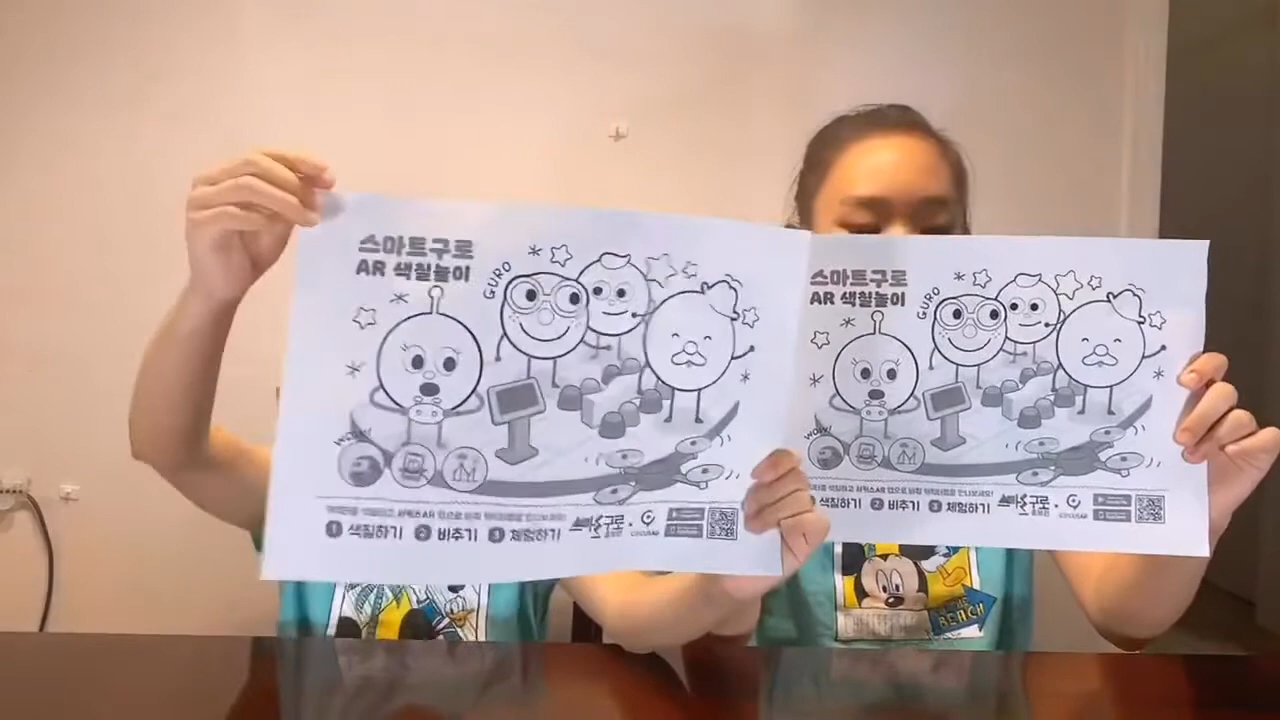 스마트구로
AR 색칠놀이
GURO
WOW!
1 색칠하기 2 비추기 3 체험하기
스마트구로
AR 색칠놀이
GURO
WOW!
색칠하기 2 비추기 3 체험하기
BEACH